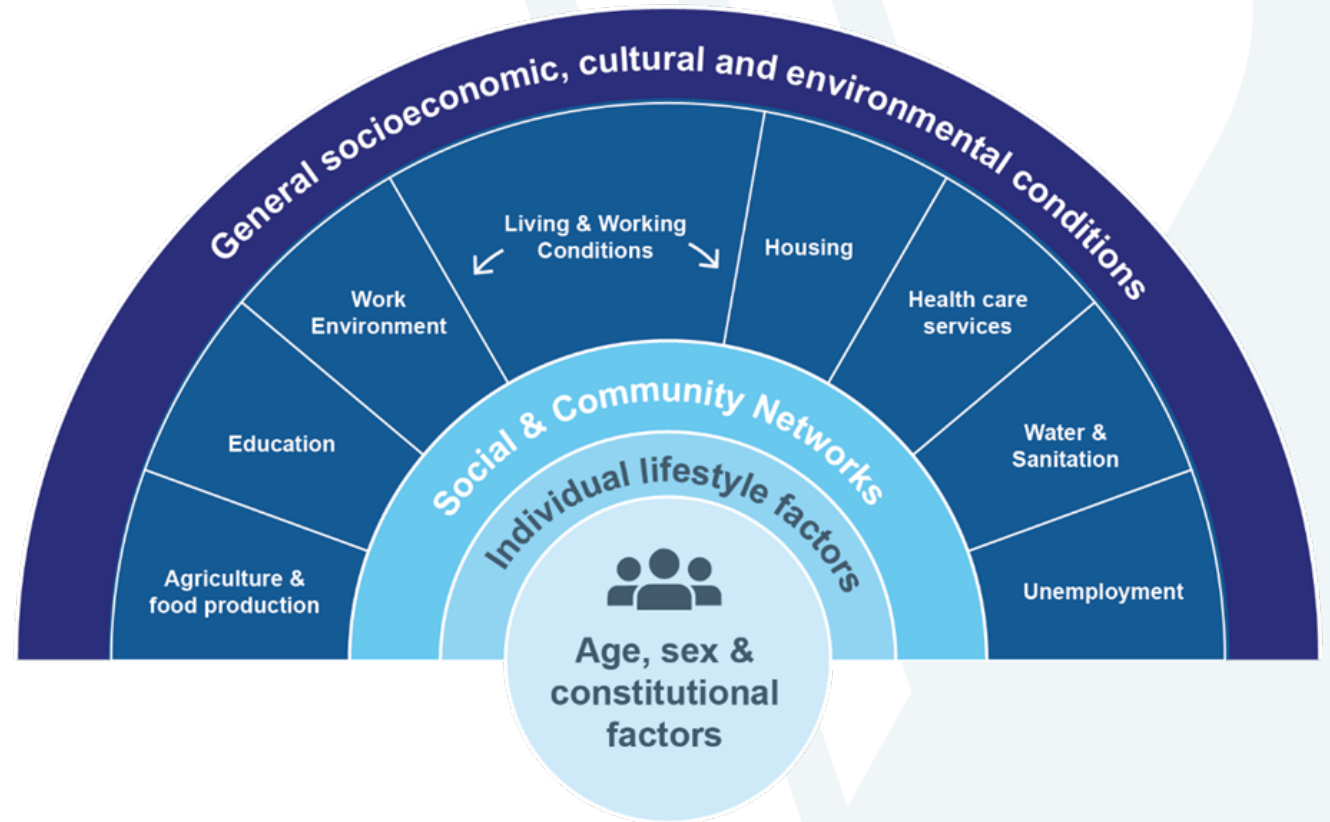 General socioeconomic, cultural and environmental conditions
Living & Working
Conditions
Housing
Work
Environment
Health care
services
Education
Water &
Sanitation
Agriculture &
food production
Unemployment
Social & Community Networks
Individual lifestyle factors
Age, sex &
constitutional
factors